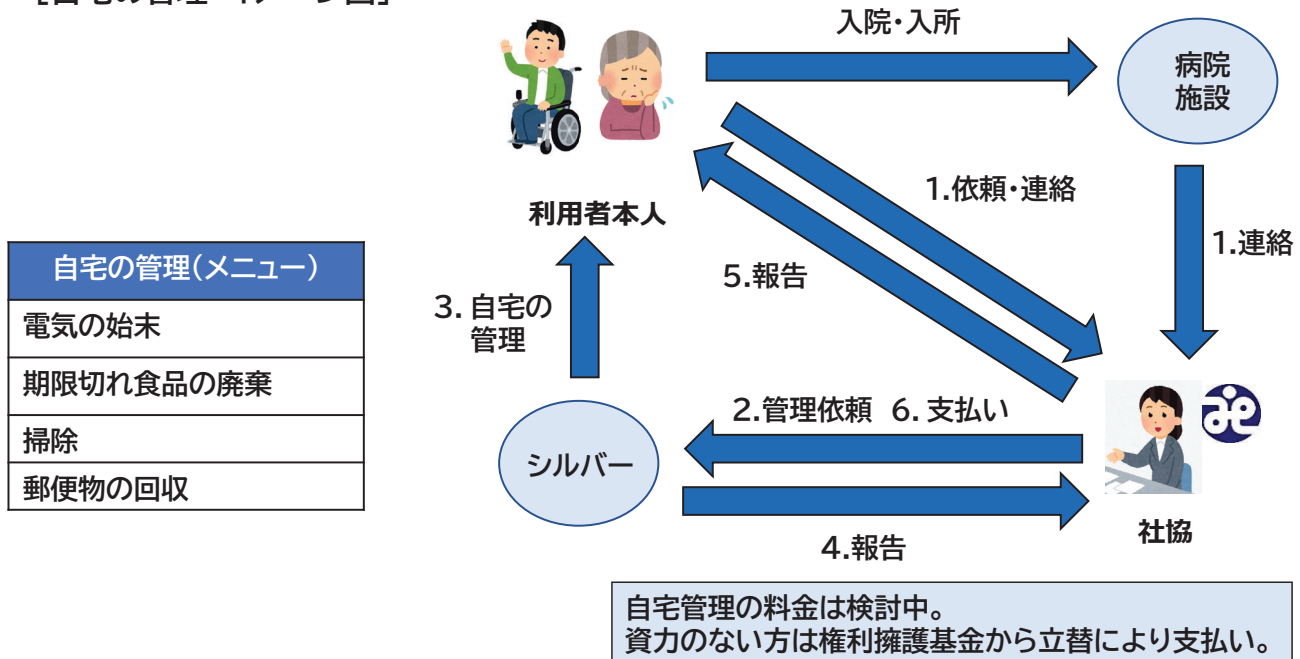 入院・入所
病院
施設
1.依頼・連絡
利用者本人
1.連絡
5.報告
自宅の管理(メニュー)
電気の始末
期限切れ食品の廃棄
掃除
郵便物の回収
3.自宅の
管理
2.管理依頼 6.支払い
シルバー
4.報告
社協
自宅管理の料金は検討中。
資力のない方は権利擁護基金から立替により支払い。